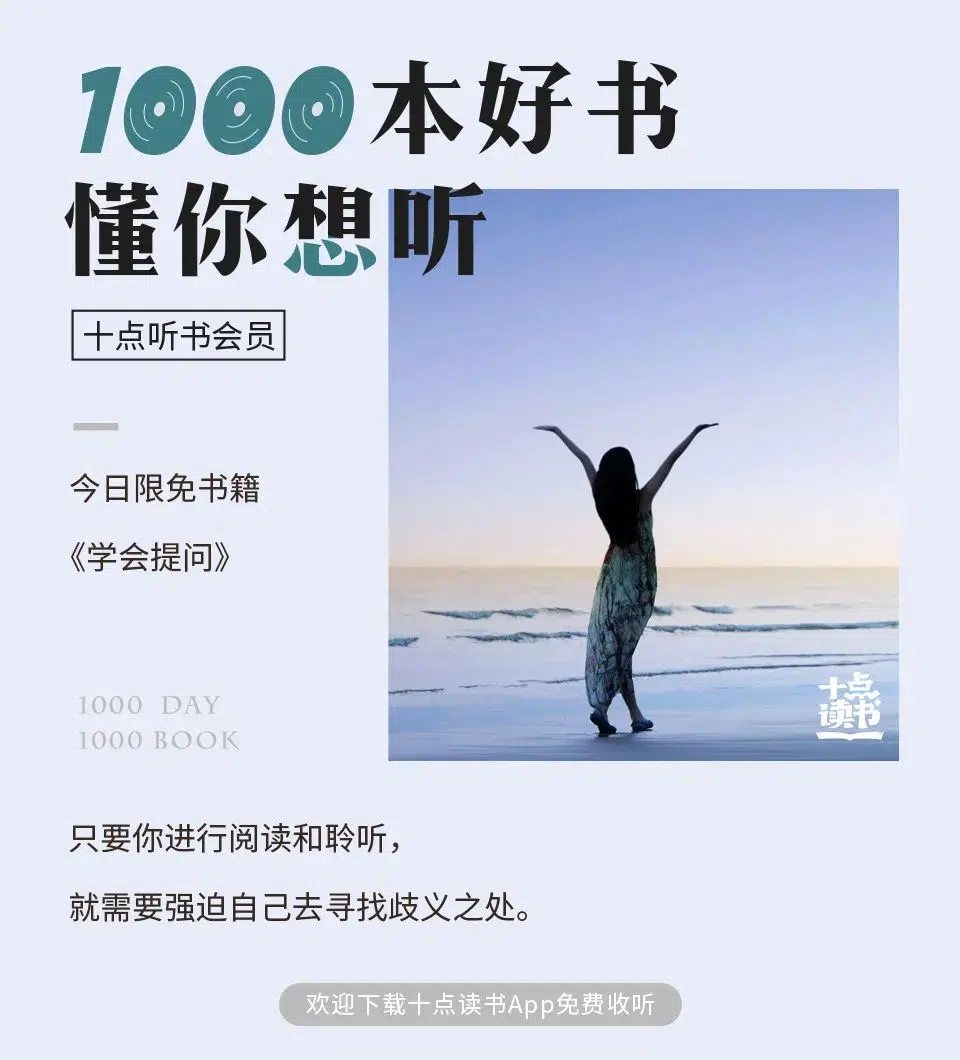 1000本好书
懂你想听
十点听书会员
今日限免书籍
《学会提问》
1000 DAY
1000 BOOK
十点
读书
只要你进行阅读和聆听，
就需要强迫自己去寻找歧义之处。
欢迎下载十点读书App免费收听